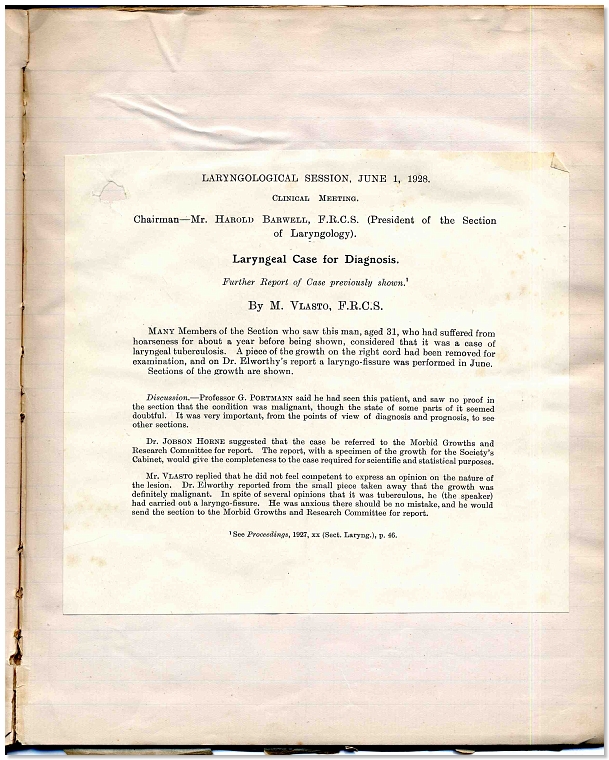 LARYNGOLOGICAL SESSION, JUNE 1, 1928.
CLINICAL MEETING.
Chairman—Mr. HAROLD BARWELL, F.R.C.S. (President of the Section
of Laryngology).
Laryngeal Case for Diagnosis.
Further Report of Case previously shown.¹
By M. VLASTO, F.R.C.S.
MANY Members of the Section who saw this man, aged 31, who had suffered from
hoarseness for about a year before being shown, considered that it was a case of
laryngeal tuberculosis. A piece of the growth on the right cord had been removed for
examination, and on Dr. Elworthy's report a laryngo-fissure was performed in June.
Sections of the growth are shown.
Discussion.—Professor G. PORTMANN said he had seen this patient, and saw no proof in
the section that the condition was malignant, though the state of some parts of it seemed
doubtful. It was very important, from the points of view of diagnosis and prognosis, to see
other sections.
Dr. JOBSON HORNE suggested that the case be referred to the Morbid Growths and
Research Committee for report. The report, with a specimen of the growth for the Society's
Cabinet, would give the completeness to the case required for scientific and statistical purposes.
Mr. VLASTO replied that he did not feel competent to express an opinion on the nature of
the lesion. Dr. Elworthy reported from the small piece taken away that the growth was
definitely malignant. In spite of several opinions that it was tuberculous, he (the speaker)
had carried out a laryngo-fissure. He was anxious there should be no mistake, and he would
send the section to the Morbid Growths and Research Committee for report.
¹ See Proceedings, 1927, xx (Sect. Laryng.), p. 46.